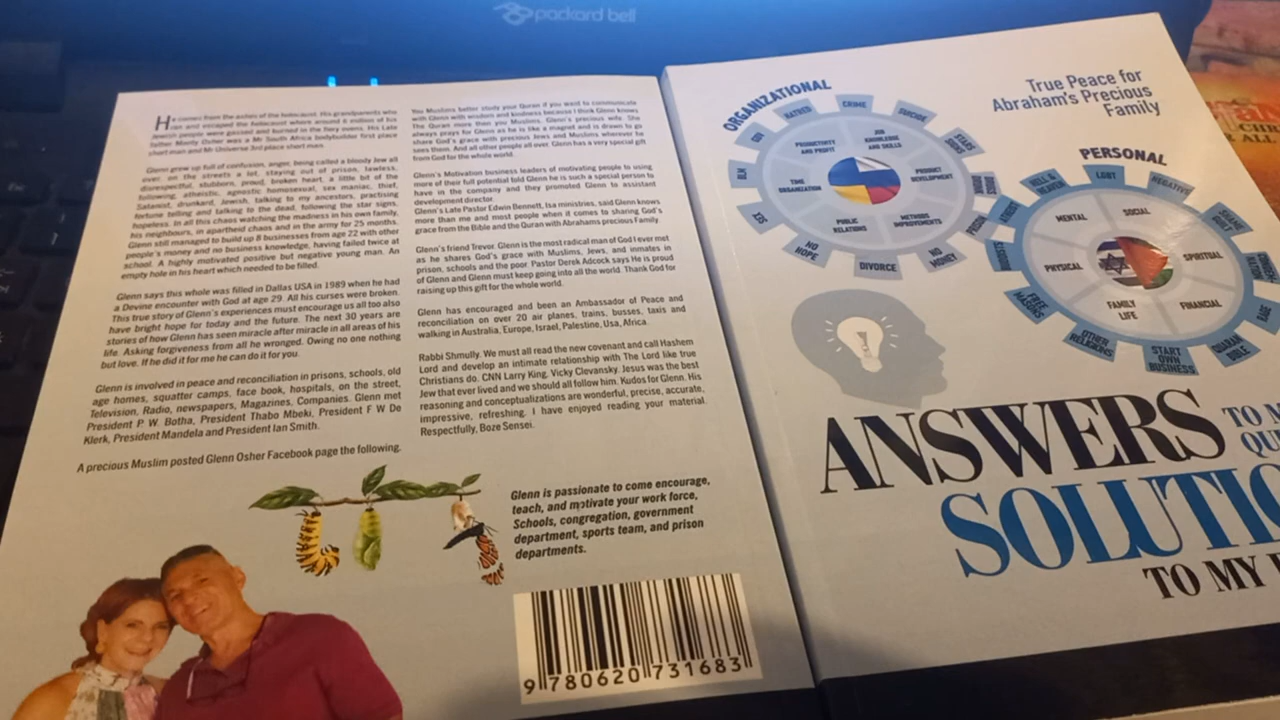 packard bell
He comes from the ashes of the holocaust. His grandparents who
ran and escaped the holocaust where around 6 million of his
Jewish people were gassed and burned in the fiery ovens. His Late
father Monty Osher was a Mr South Africa bodybuilder first place
short man and Mr Universe 3rd place short man.
Glenn grew up full of confusion, anger, being called a bloody Jew all
over, on the streets a lot, staying out of prison, lawless,
disrespectful, stubborn, proud, broken heart, a little bit of the
following, atheistic, agnostic homosexual, sex maniac, thief,
Satanist, drunkard, Jewish, talking to my ancestors, practising
fortune telling and talking to the dead, following the star signs,
hopeless. In all this chaos watching the madness in his own family,
his neighbours, in apartheid chaos and in the army for 25 months.
Glenn still managed to build up 8 businesses from age 22 with other
people's money and no business knowledge, having failed twice at
school. A highly motivated positive but negative young man. An
empty hole in his heart which needed to be filled.
Glenn says this whole was filled in Dallas USA in 1989 when he had
a Devine encounter with God at age 29. All his curses were broken.
This true story of Glenn's experiences must encourage us all too also
have bright hope for today and the future. The next 30 years are
stories of how Glenn has seen miracle after miracle in all areas of his
life. Asking forgiveness from all he wronged. Owing no one nothing
but love. If he did it for me he can do it for you.
Glenn is involved in peace and reconciliation in prisons, schools, old
age homes, squatter camps, face book, hospitals, on the street,
Television, Radio, newspapers, Magazines, Companies. Glenn met
President P. W. Botha, President Thabo Mbeki, President F W De
Klerk, President Mandela and President Ian Smith.
A precious Muslim posted Glenn Osher Facebook page the following.
You Muslims better study your Quran if you want to communicate
with Glenn with wisdom and kindness because I think Glenn knows
The Quran more then you Muslims. Glenn's precious wife. She
always prays for Glenn as he is like a magnet and is drawn to go
share God's grace with precious Jews and Muslims wherever he
sees them. And all other people all over. Glenn has a very special gift
from God for the whole world.
Glenn's Motivation business leaders of motivating people to using
more of their full potential told Glenn he is such a special person to
have in the company and they promoted Glenn to assistant
development director.
Glenn's Late Pastor Edwin Bennett, Isa ministries, said Glenn knows
more than me and most people when it comes to sharing God's
grace from the Bible and the Quran with Abrahams precious Family.
Glenn's friend Trevor. Glenn is the most radical man of God I ever met
as he shares God's grace with Muslims, Jews, and inmates in
prison, schools and the poor. Pastor Derek Adcock says He is proud
of Glenn and Glenn must keep going into all the world. Thank God for
raising up this gift for the whole world.
Glenn has encouraged and been an Ambassador of Peace and
reconciliation on over 20 air planes, trains, busses, taxis and
walking in Australia, Europe, Israel, Palestine, Usa, Africa.
Rabbi Shmully. We must all read the new covenant and call Hashem
Lord and develop an intimate relationship with The Lord like true
Christians do. CNN Larry King, Vicky Clevansky. Jesus was the best
Jew that ever lived and we should all follow him. Kudos for Glenn. His
reasoning and conceptualizations are wonderful, precise, accurate,
impressive, refreshing. I have enjoyed reading your material.
Respectfully, Boze Sensei.
Glenn is passionate to come encourage,
teach, and motivate your work force,
Schools, congregation, government
department, sports team, and prison
departments.
9 780620 731683
True Peace for
Abraham's Precious
Family
ORGANIZATIONAL
HATRED
CRIME
SUICIDE
STARS
SIGNS
PRISON
NO
MONEY
DIVORCE
NO
HOPE
SEX
HIV
PRODUCTIVITY
AND PROFIT
JOB
KNOWLEDGE
AND SKILLS
PRODUCT
DEVELOPMENT
METHODS
IMPROVEMENTS
PUBLIC
RELATIONS
TIME
ORGANIZATION
PERSONAL
HELL &
HEAVEN
LGBT
NEGATIVE
SHAME
GUILT
RAGE
QURAN
BIBLE
START
OWN
BUSINESS
OTHER
RELIGIONS
FREE
MASONS
ATHEIST
MENTAL
SOCIAL
SPIRITUAL
FINANCIAL
FAMILY
LIFE
PHYSICAL
ANSWERS
TO
SOLUTIO
TO MY
ALL